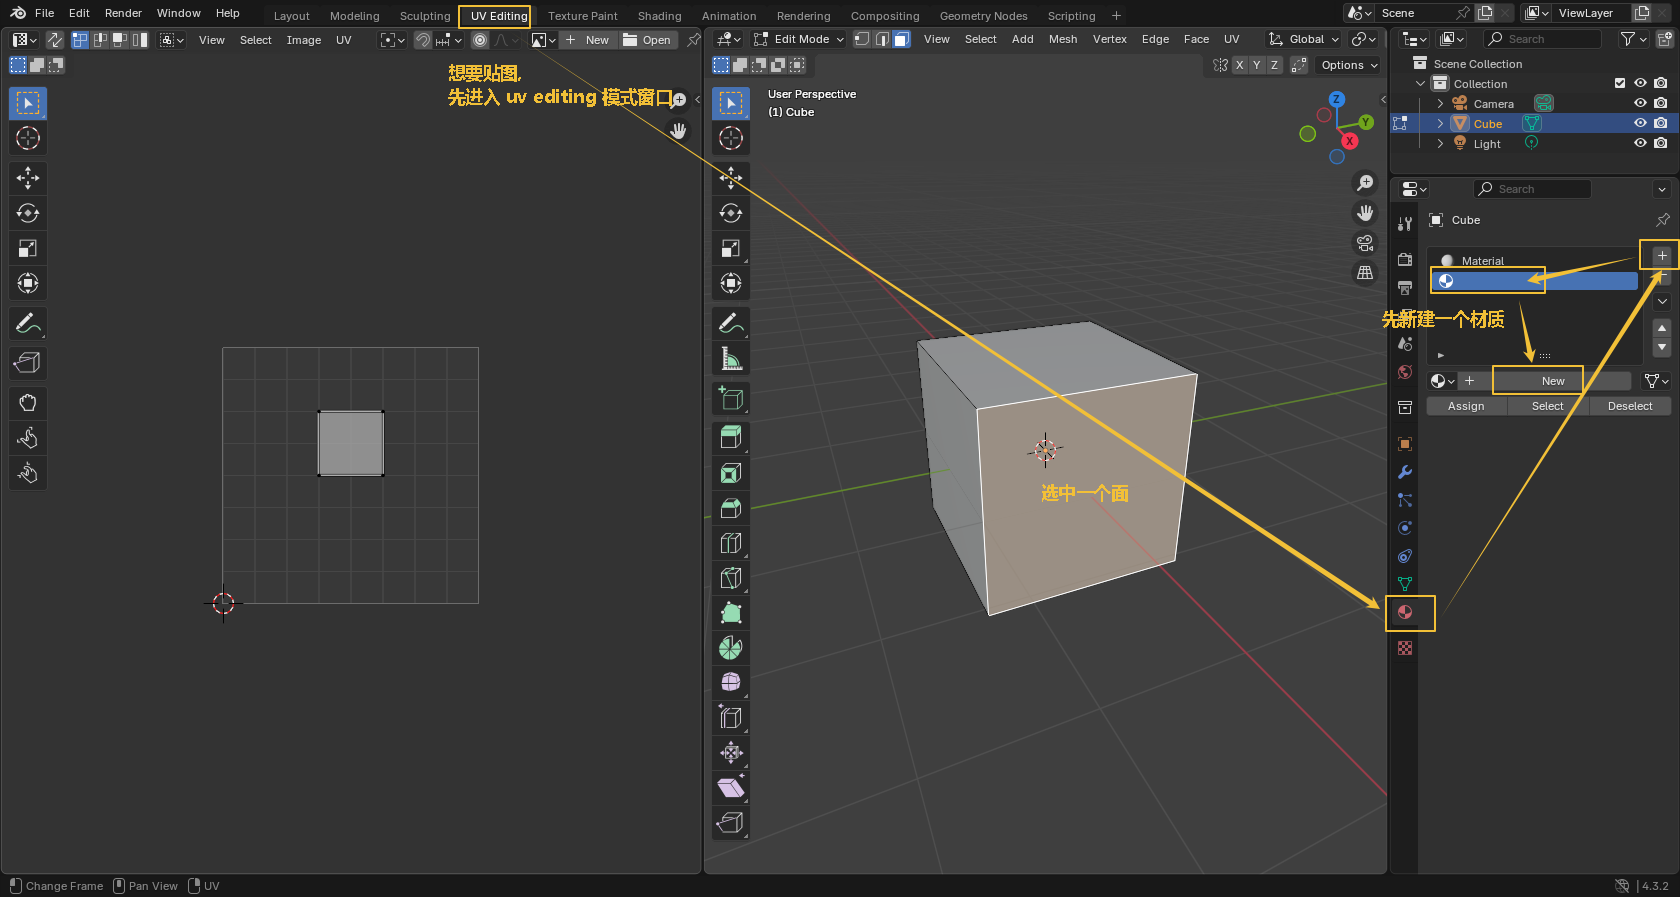 File Edit Render Window Help Layout Modeling Sculpting UV Editing Texture Paint Shading Animation Rendering Compositing Geometry Nodes Scripting + Scene ViewLayer
View Select Image UV New Open
Edit Mode View Select Add Mesh Vertex Edge Face UV Global
Search
X Y Z Options
想要贴图,
先进入 uv editing 模式窗口
User Perspective
(1) Cube
Z
Y
X
Scene Collection
Collection
Camera
Cube
Light
Search
Cube
Material
先新建一个材质
New
Assign Select Deselect
选中一个面
Change Frame Pan View UV
4.3.2